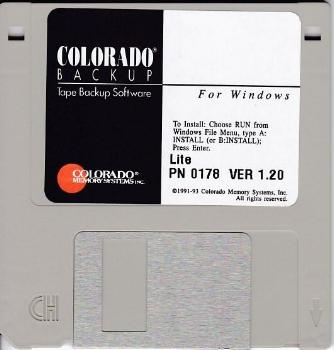 COLORADO®
BACKUP
Tape Backup Software
For Windows
To Install: Choose RUN from
Windows File Menu, type A:
INSTALL (or B:INSTALL);
Press Enter.
Lite
PN 0178 VER 1.20
COLORADO®
MEMORY SYSTEMS INC.
©1991-93 Colorado Memory Systems, Inc.
All rights reserved.
CH